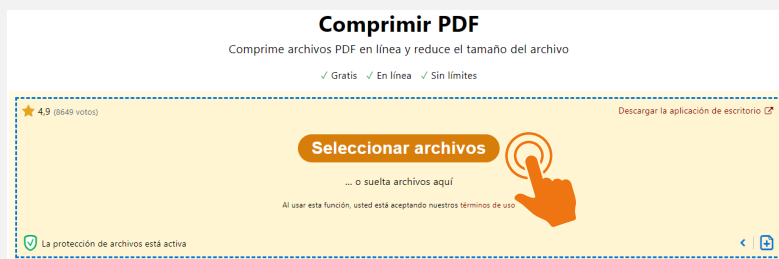 Comprimir PDF
Comprime archivos PDF en línea y reduce el tamaño del archivo
✓ Gratis ✓ En línea ✓ Sin límites
4,9 (8649 votos)
Descargar la aplicación de escritorio
Seleccionar archivos
... o suelta archivos aquí
Al usar esta función, usted está aceptando nuestros términos de uso
La protección de archivos está activa